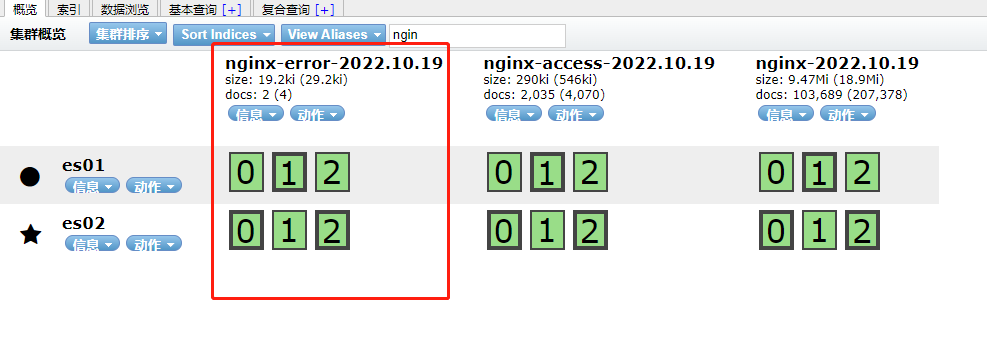 概览 索引 数据浏览 基本查询 [+] 复合查询 [+]
集群概览 集群排序 Sort Indices View Aliases ngin
nginx-error-2022.10.19 nginx-access-2022.10.19 nginx-2022.10.19
size: 19.2ki (29.2ki) size: 290ki (546ki) size: 9.47Mi (18.9Mi)
docs: 2 (4) docs: 2,035 (4,070) docs: 103,689 (207,378)
信息 动作 信息 动作 信息 动作
es01 0 1 2 0 1 2 0 1 2
信息 动作
es02 0 1 2 0 1 2 0 1 2
信息 动作